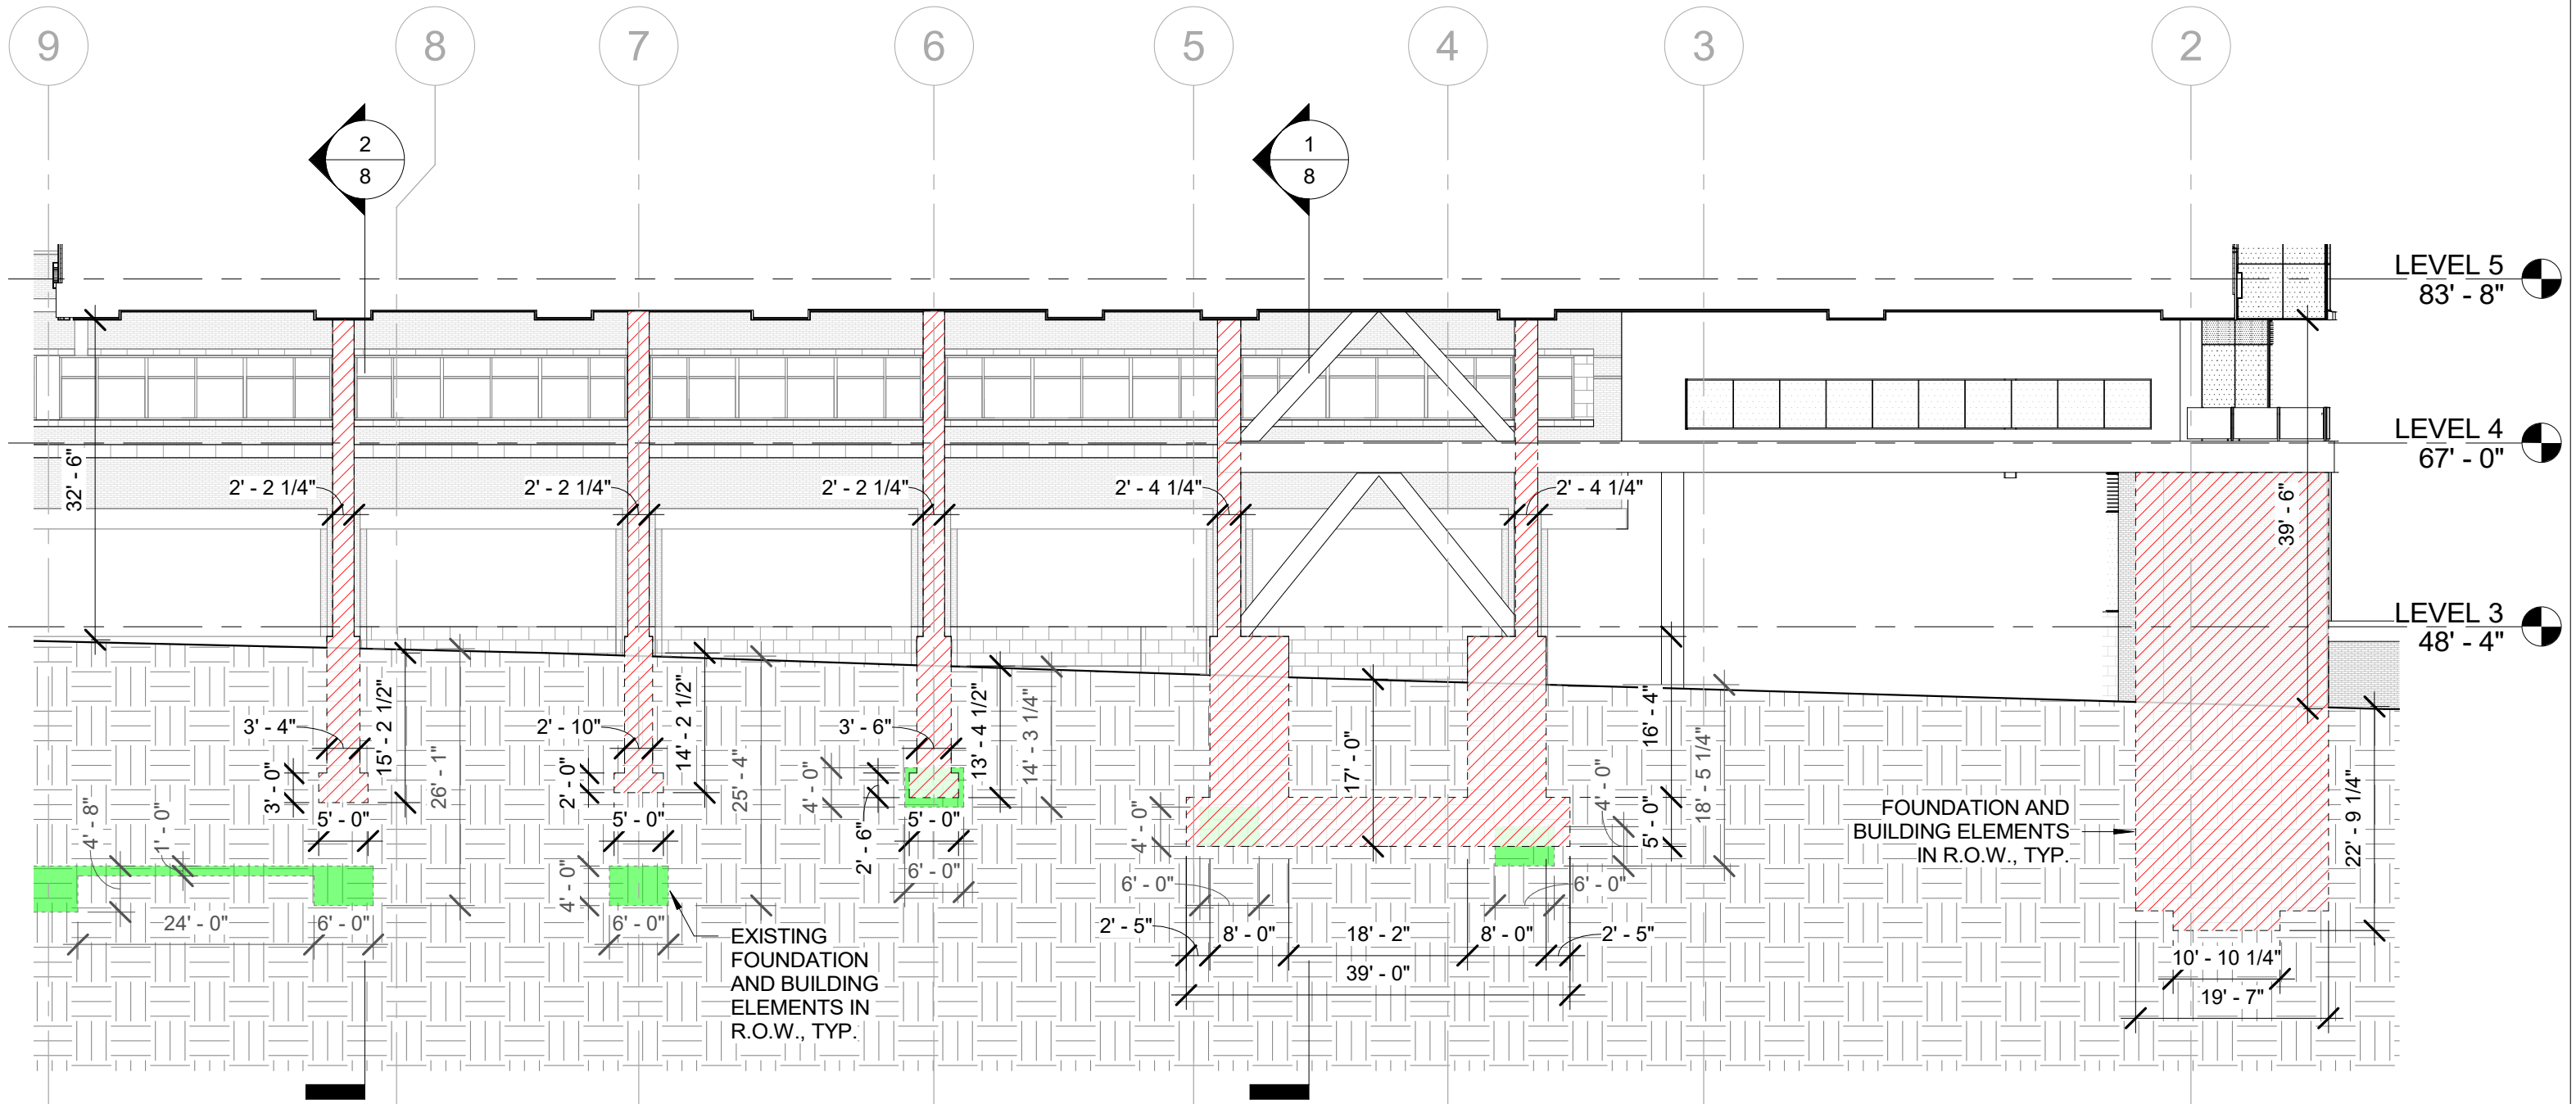 9
8
7
6
5
4
3
2
2
8
1
8
LEVEL 5
83' - 8"
LEVEL 4
67' - 0"
LEVEL 3
48' - 4"
32' - 6"
2' - 2 1/4"
2' - 2 1/4"
2' - 2 1/4"
2' - 4 1/4"
2' - 4 1/4"
39' - 6"
3' - 4"
15' - 2 1/2"
26' - 1"
2' - 10"
14' - 2 1/2"
25' - 4"
3' - 6"
13' - 4 1/2"
14' - 3 1/4"
17' - 0"
16' - 4"
18' - 5 1/4"
3' - 0"
2' - 0"
4' - 0"
2' - 6"
4' - 0"
4' - 0"
5' - 0"
4' - 8"
1' - 0"
5' - 0"
5' - 0"
5' - 0"
4' - 0"
24' - 0"
6' - 0"
6' - 0"
6' - 0"
6' - 0"
6' - 0"
2' - 5"
8' - 0"
18' - 2"
8' - 0"
2' - 5"
39' - 0"
EXISTING
FOUNDATION
AND BUILDING
ELEMENTS IN
R.O.W., TYP.
FOUNDATION AND
BUILDING ELEMENTS
IN R.O.W., TYP.
22' - 9 1/4"
10' - 10 1/4"
19' - 7"